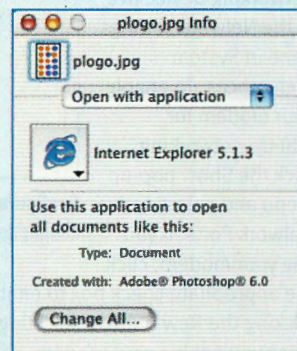 plogo.jpg Info
plogo.jpg
Open with application
Internet Explorer 5.1.3
Use this application to open
all documents like this:
Type: Document
Created with: Adobe® Photoshop® 6.0
Change All...